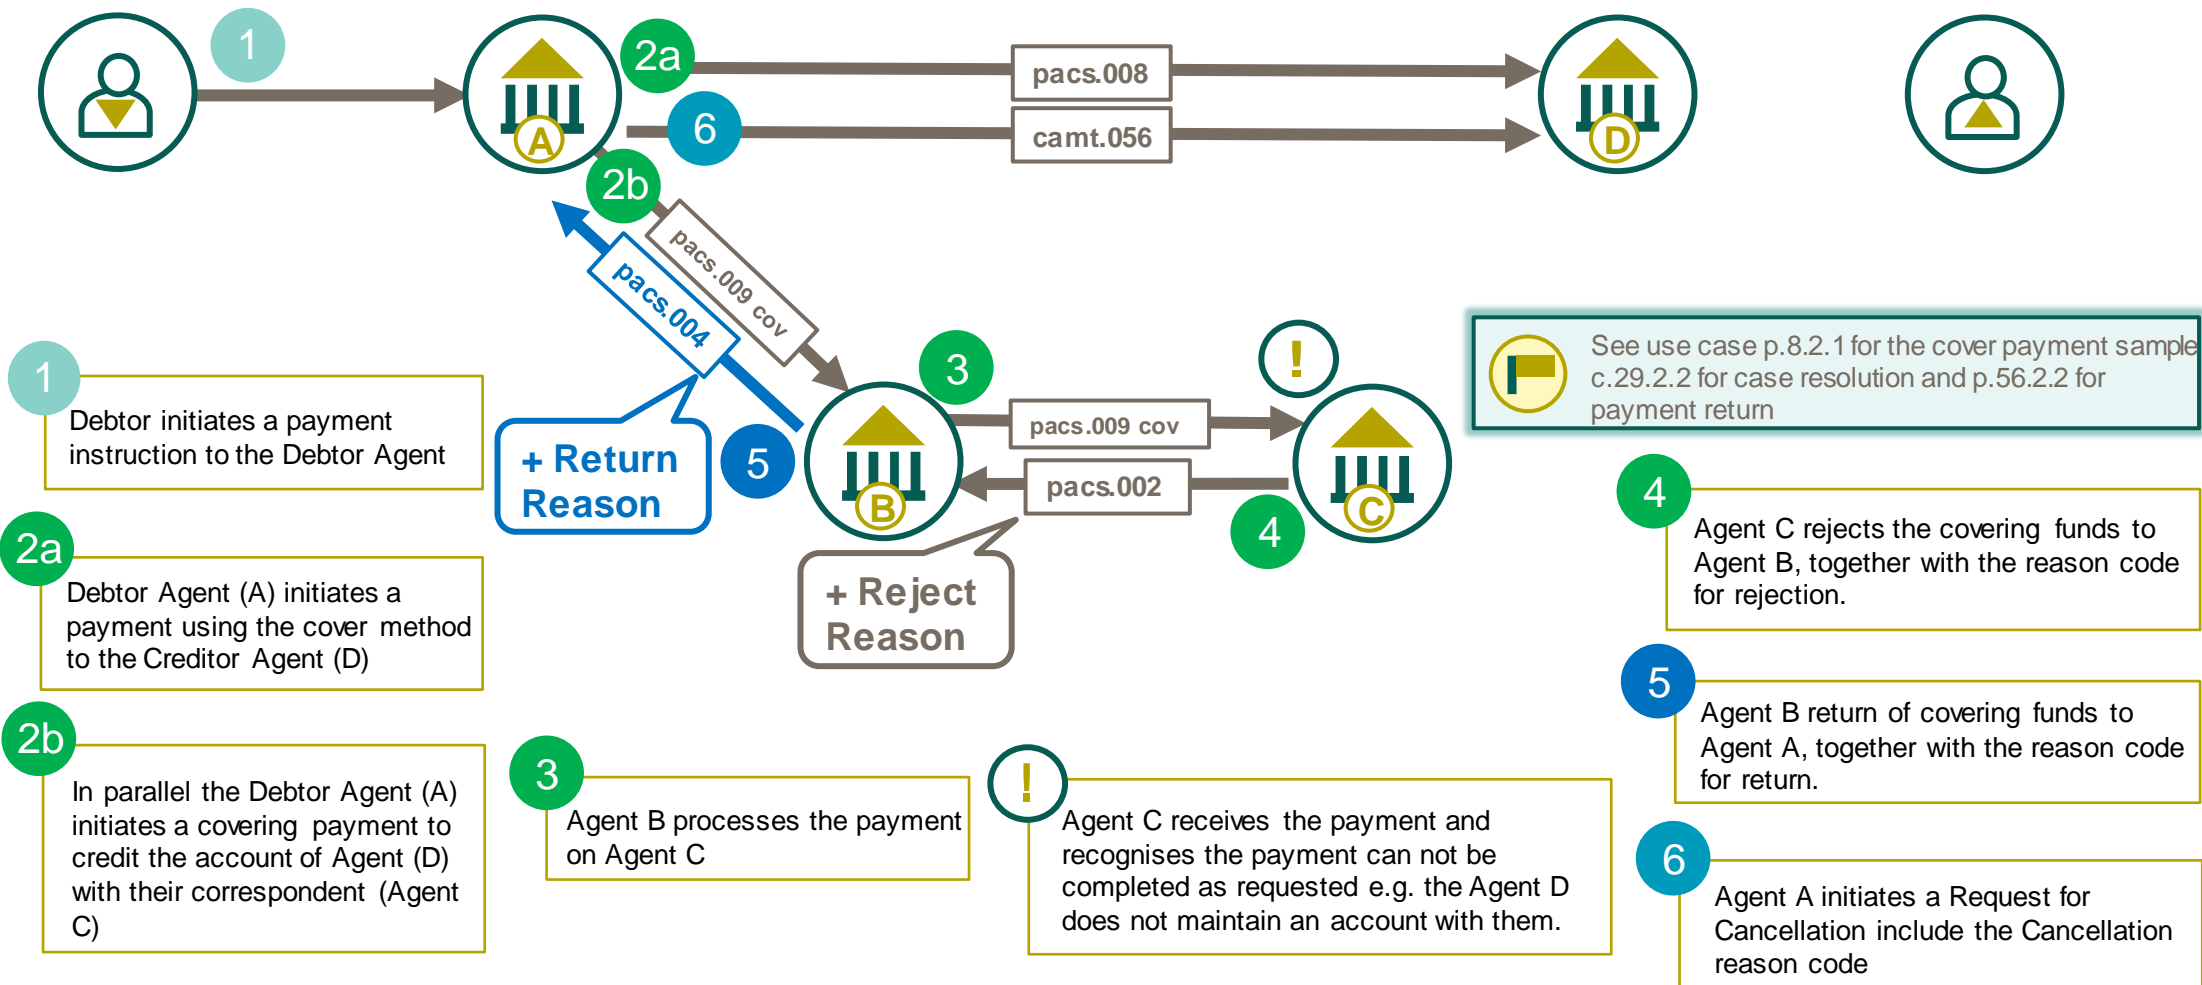 1
2a
pacs.008
6
camt.056
A
D
2b
pacs.009 cov
pacs.004
3
!
See use case p.8.2.1 for the cover payment sample
c.29.2.2 for case resolution and p.56.2.2 for
payment return
1
Debtor initiates a payment
instruction to the Debtor Agent
+ Return
Reason
5
B
pacs.009 cov
pacs.002
C
4
+ Reject
Reason
2a
Debtor Agent (A) initiates a
payment using the cover method
to the Creditor Agent (D)
2b
In parallel the Debtor Agent (A)
initiates a covering payment to
credit the account of Agent (D)
with their correspondent (Agent
C)
3
Agent B processes the payment
on Agent C
!
Agent C receives the payment and
recognises the payment can not be
completed as requested e.g. the Agent D
does not maintain an account with them.
4
Agent C rejects the covering funds to
Agent B, together with the reason code
for rejection.
5
Agent B return of covering funds to
Agent A, together with the reason code
for return.
6
Agent A initiates a Request for
Cancellation include the Cancellation
reason code